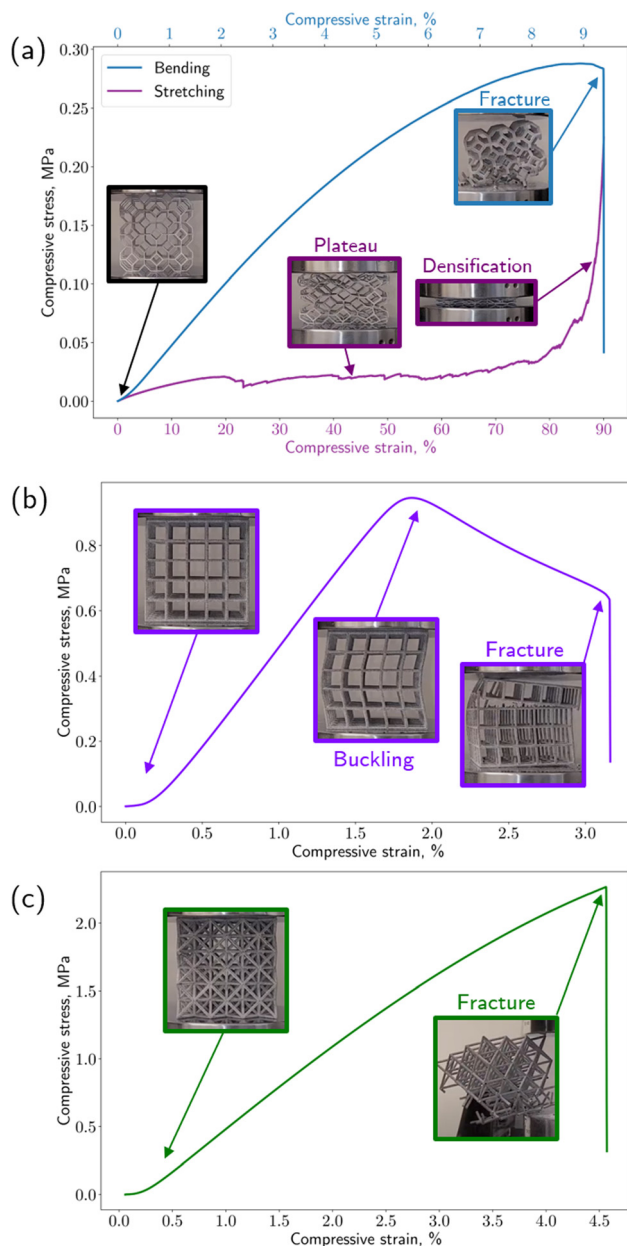 Compressive strain, %
0 1 2 3 4 5 6 7 8 9
(a)
0.30
Bending
Stretching
0.25
Fracture
0.20
Compressive stress, MPa
0.15
Plateau
Densification
0.10
0.05
0.00
0 10 20 30 40 50 60 70 80 90
Compressive strain, %
(b)
0.8
Compressive stress, MPa
0.6
Fracture
0.4
0.2
Buckling
0.0
0.0 0.5 1.0 1.5 2.0 2.5 3.0
Compressive strain, %
(c)
2.0
Compressive stress, MPa
1.5
Fracture
1.0
0.5
0.0
0.0 0.5 1.0 1.5 2.0 2.5 3.0 3.5 4.0 4.5
Compressive strain, %